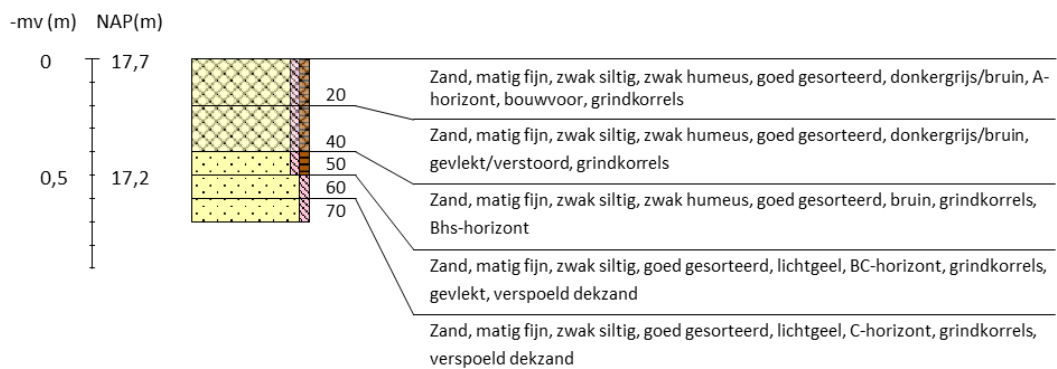 -mv (m) NAP(m)
0 17,7
20
40
50
0,5 17,2
60
70
Zand, matig fijn, zwak siltig, zwak humeus, goed gesorteerd, donkergrijs/bruin, A-
horizont, bouwvoor, grindkorrels
Zand, matig fijn, zwak siltig, zwak humeus, goed gesorteerd, donkergrijs/bruin,
gevlekt/verstoord, grindkorrels
Zand, matig fijn, zwak siltig, zwak humeus, goed gesorteerd, bruin, grindkorrels,
Bhs-horizont
Zand, matig fijn, zwak siltig, goed gesorteerd, lichtgeel, BC-horizont, grindkorrels,
gevlekt, verspoeld dekzand
Zand, matig fijn, zwak siltig, goed gesorteerd, lichtgeel, C-horizont, grindkorrels,
verspoeld dekzand